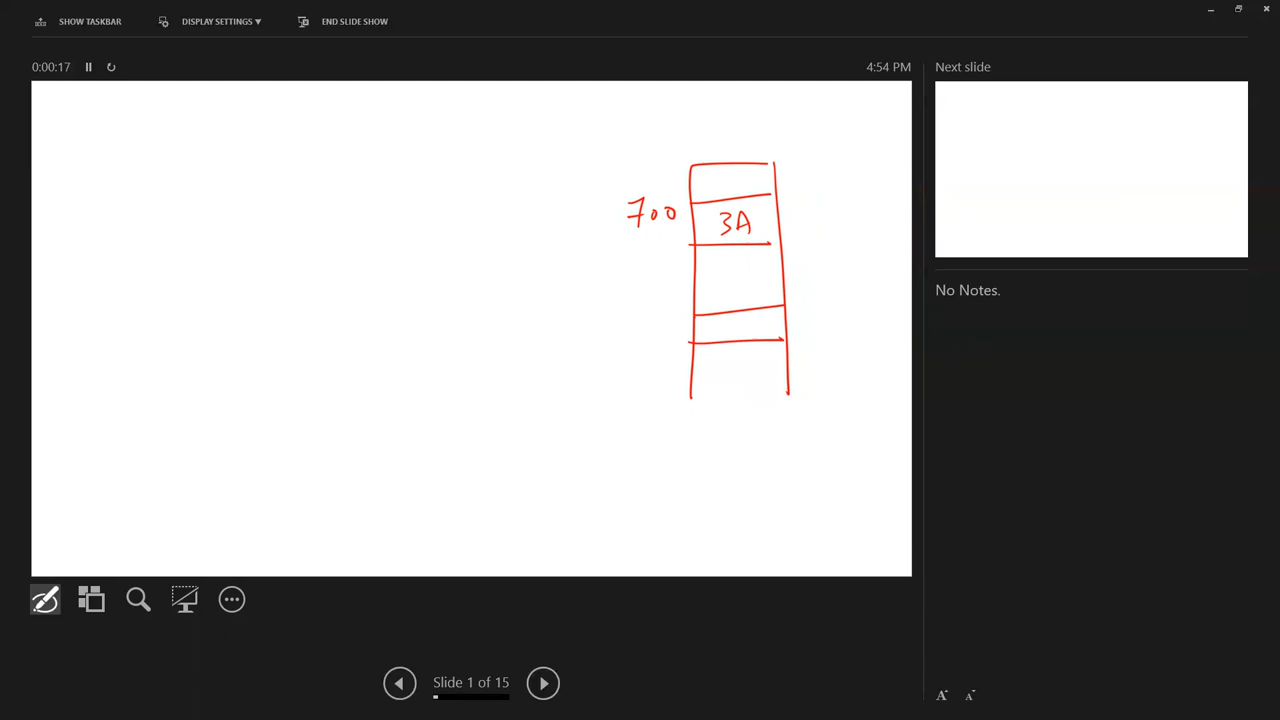 SHOW TASKBAR
DISPLAY SETTINGS ▼
END SLIDE SHOW
0:00:17
4:54 PM
Next slide
700
3A
No Notes.
Slide 1 of 15
A A